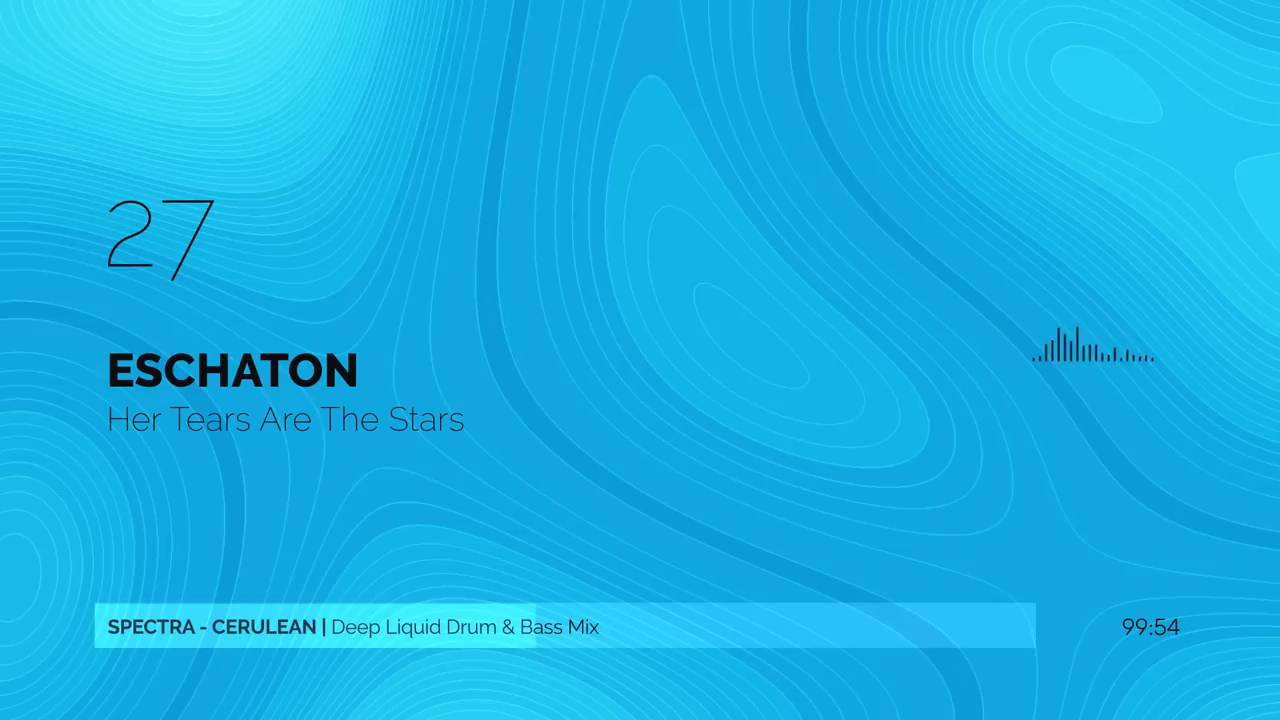 27
ESCHATON
Her Tears Are The Stars
SPECTRA - CERULEAN | Deep Liquid Drum & Bass Mix
99:54